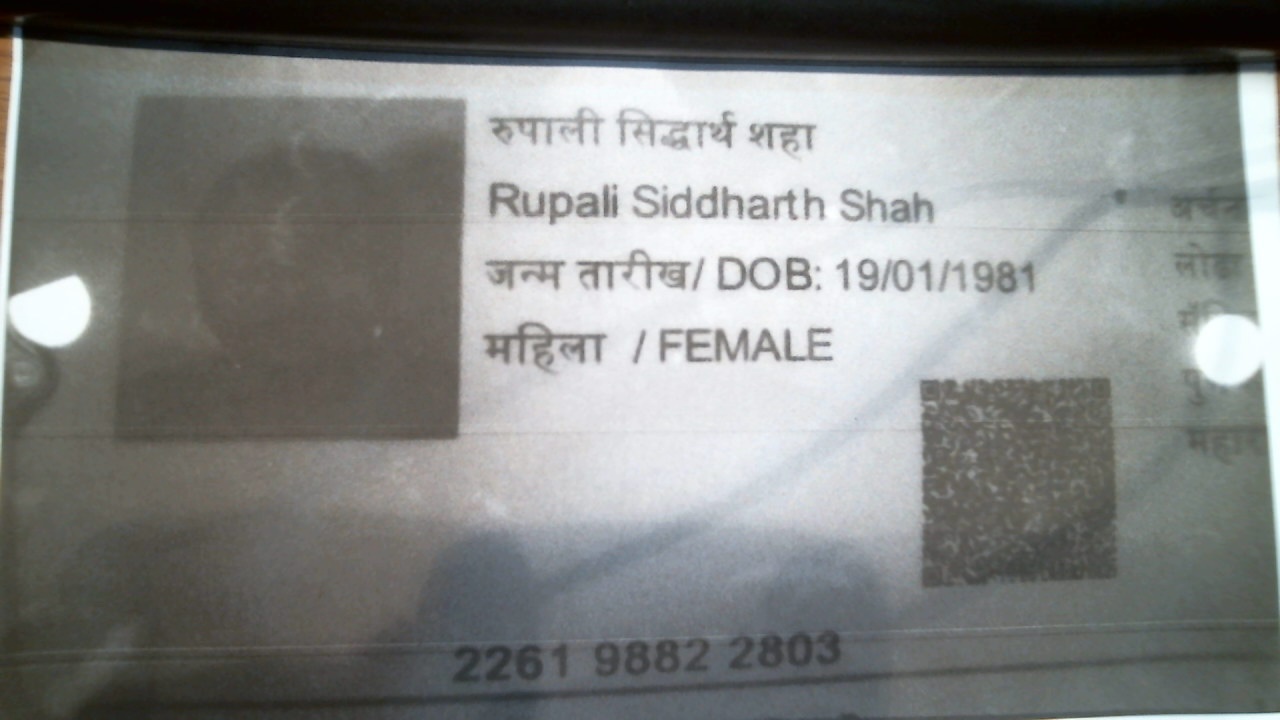 रुपाली सिद्धार्थ शहा
Rupali Siddharth Shah
जन्म तारीख/ DOB: 19/01/1981
महिला / FEMALE
2261 9882 2803